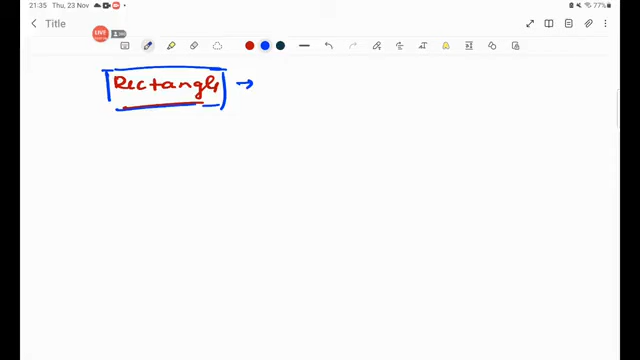 21:35 Thu, 23 Nov 77%
Title
LIVE
Rectangle →